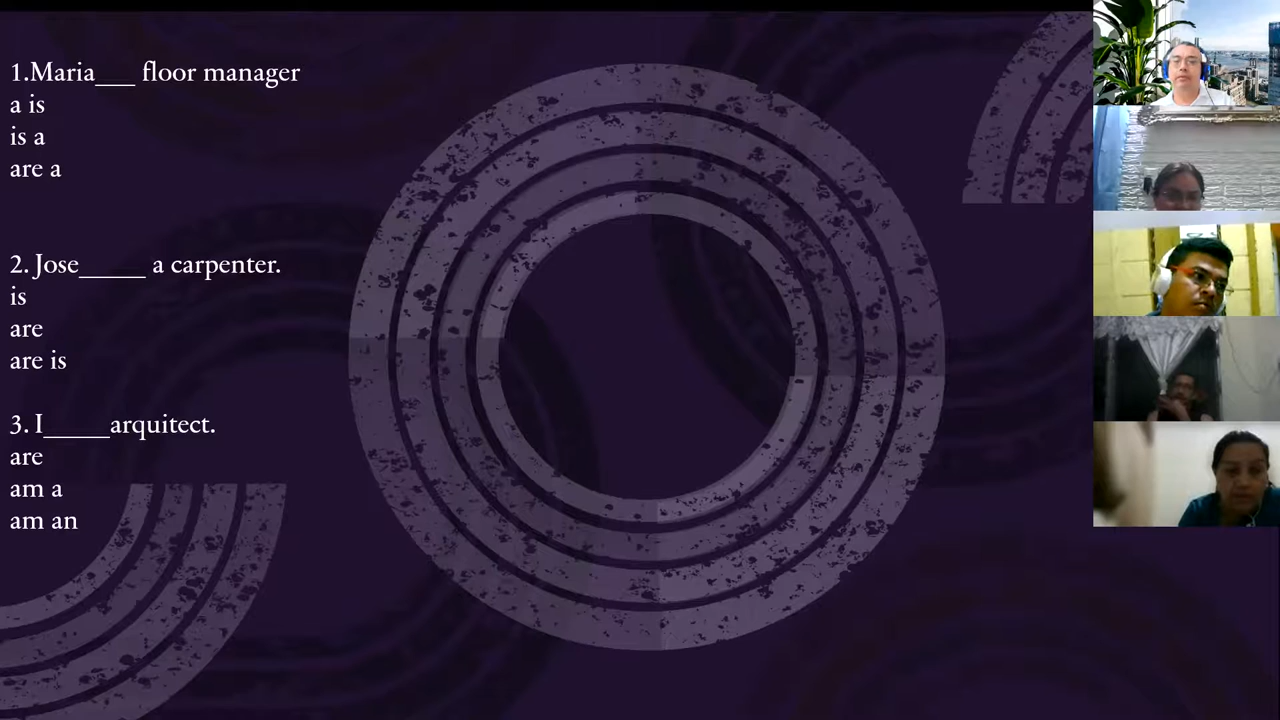 1.Maria___ floor manager
a is
is a
are a
2. Jose_____ a carpenter.
is
are
are is
3. I_____arquitect.
are
am a
am an